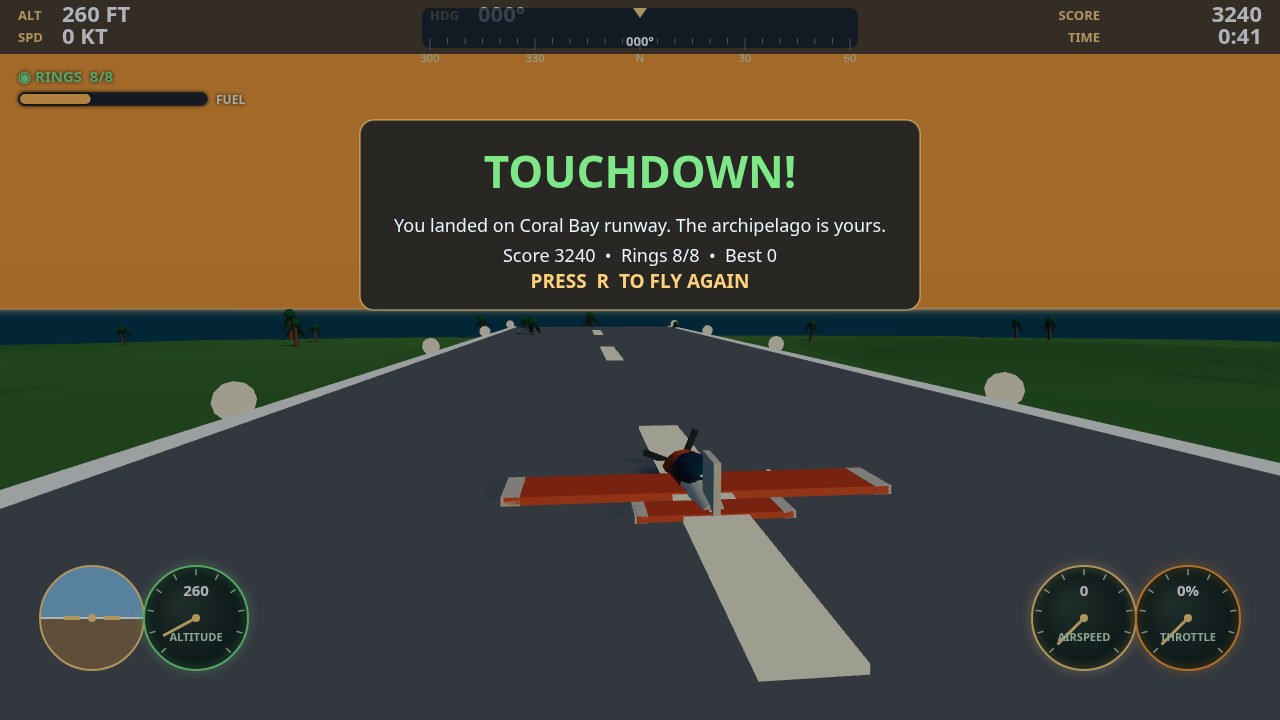 ALT 260 FT
SPD 0 KT
HDG 000°
000°
300 330 N 30 60
SCORE 3240
TIME 0:41
◉ RINGS 8/8
FUEL
TOUCHDOWN!
You landed on Coral Bay runway. The archipelago is yours.
Score 3240 • Rings 8/8 • Best 0
PRESS R TO FLY AGAIN
260
ALTITUDE
0
AIRSPEED
0%
THROTTLE